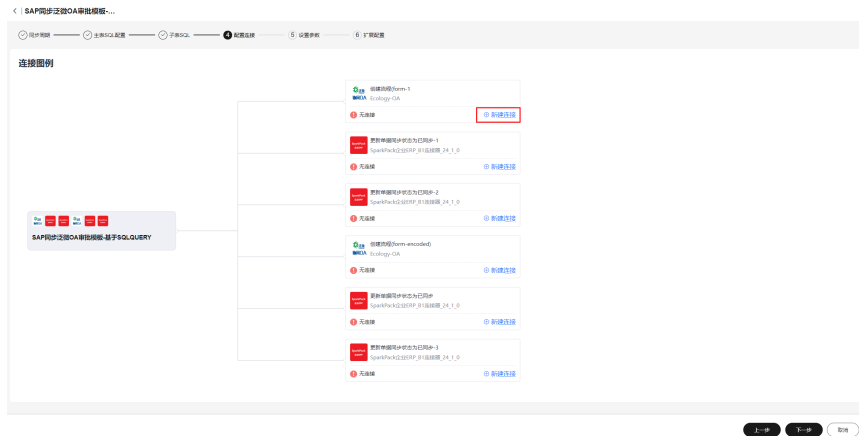 SAP同步泛微OA审批模板-...
同步周期 主表SQL配置 子表SQL 4 配置连接 5 设置参数 6 扩展配置
连接图例
创建流程(form-1
Ecology-OA
无连接 新建连接
更新单据同步状态为已同步-1
SparkPack企业ERP_B1连接器_24_1_0
无连接 新建连接
更新单据同步状态为已同步-2
SparkPack企业ERP_B1连接器_24_1_0
无连接 新建连接
SAP同步泛微OA审批模板-基于SQLQUERY
创建流程(form-encoded)
Ecology-OA
无连接 新建连接
更新单据同步状态为已同步
SparkPack企业ERP_B1连接器_24_1_0
无连接 新建连接
更新单据同步状态为已同步-3
SparkPack企业ERP_B1连接器_24_1_0
无连接 新建连接
上一步 下一步 取消